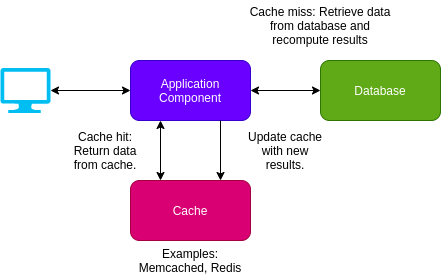 Cache miss: Retrieve data
from database and
recompute results
Application
Component
Database
Cache hit:
Return data
from cache.
Update cache
with new
results.
Cache
Examples:
Memcached, Redis